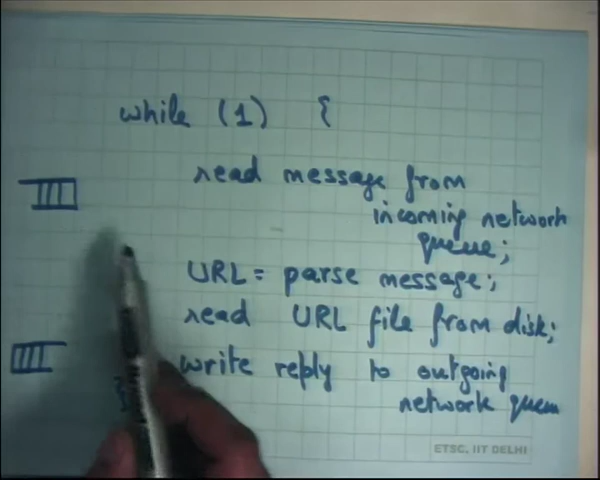 while (1) {
read message from
incoming network
queue;
URL = parse message;
read URL file from disk;
write reply to outgoing
network queue
}
ETSC, IIT DELHI